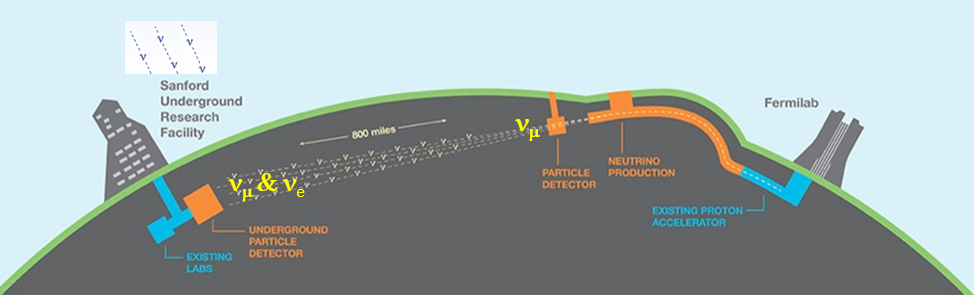 ν ν ν
ν ν
Sanford
Underground
Research
Facility
Fermilab
800 miles
νμ
νμ & νe
PARTICLE
DETECTOR
NEUTRINO
PRODUCTION
EXISTING PROTON
ACCELERATOR
UNDERGROUND
PARTICLE
DETECTOR
EXISTING
LABS